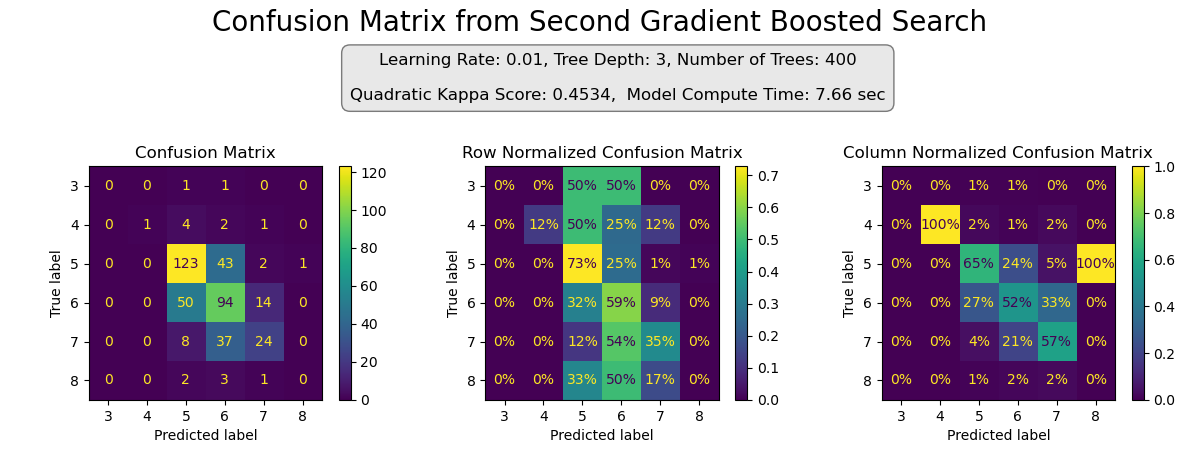 Confusion Matrix from Second Gradient Boosted Search
Learning Rate: 0.01, Tree Depth: 3, Number of Trees: 400
Quadratic Kappa Score: 0.4534,  Model Compute Time: 7.66 sec
Confusion Matrix
True label
3 0 0 1 1 0 0
4 0 1 4 2 1 0
5 0 0 123 43 2 1
6 0 0 50 94 14 0
7 0 0 8 37 24 0
8 0 0 2 3 1 0
3 4 5 6 7 8
Predicted label
120
100
80
60
40
20
0
Row Normalized Confusion Matrix
True label
3 0% 0% 50% 50% 0% 0%
4 0% 12% 50% 25% 12% 0%
5 0% 0% 73% 25% 1% 1%
6 0% 0% 32% 59% 9% 0%
7 0% 0% 12% 54% 35% 0%
8 0% 0% 33% 50% 17% 0%
3 4 5 6 7 8
Predicted label
0.7
0.6
0.5
0.4
0.3
0.2
0.1
0.0
Column Normalized Confusion Matrix
True label
3 0% 0% 1% 1% 0% 0%
4 0% 100% 2% 1% 2% 0%
5 0% 0% 65% 24% 5% 100%
6 0% 0% 27% 52% 33% 0%
7 0% 0% 4% 21% 57% 0%
8 0% 0% 1% 2% 2% 0%
3 4 5 6 7 8
Predicted label
1.0
0.8
0.6
0.4
0.2
0.0